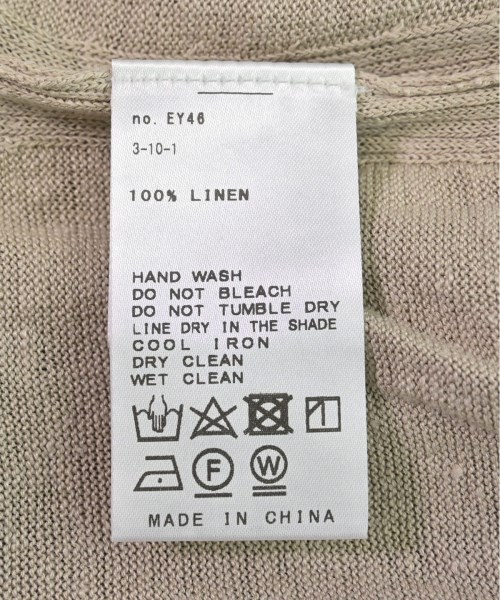 no. EY46
3-10-1
100% LINEN
HAND WASH
DO NOT BLEACH
DO NOT TUMBLE DRY
LINE DRY IN THE SHADE
COOL IRON
DRY CLEAN
WET CLEAN
F W
MADE IN CHINA